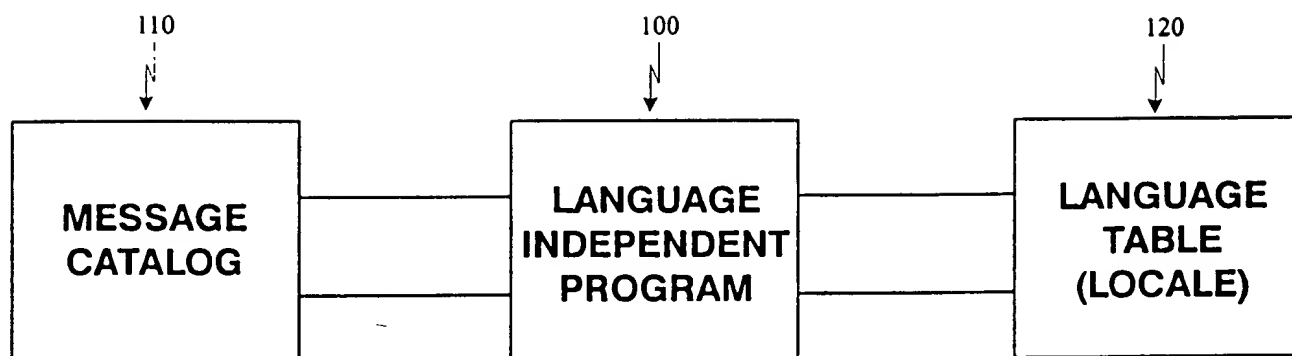 110
100
120
MESSAGE
CATALOG
LANGUAGE
INDEPENDENT
PROGRAM
LANGUAGE
TABLE
(LOCALE)